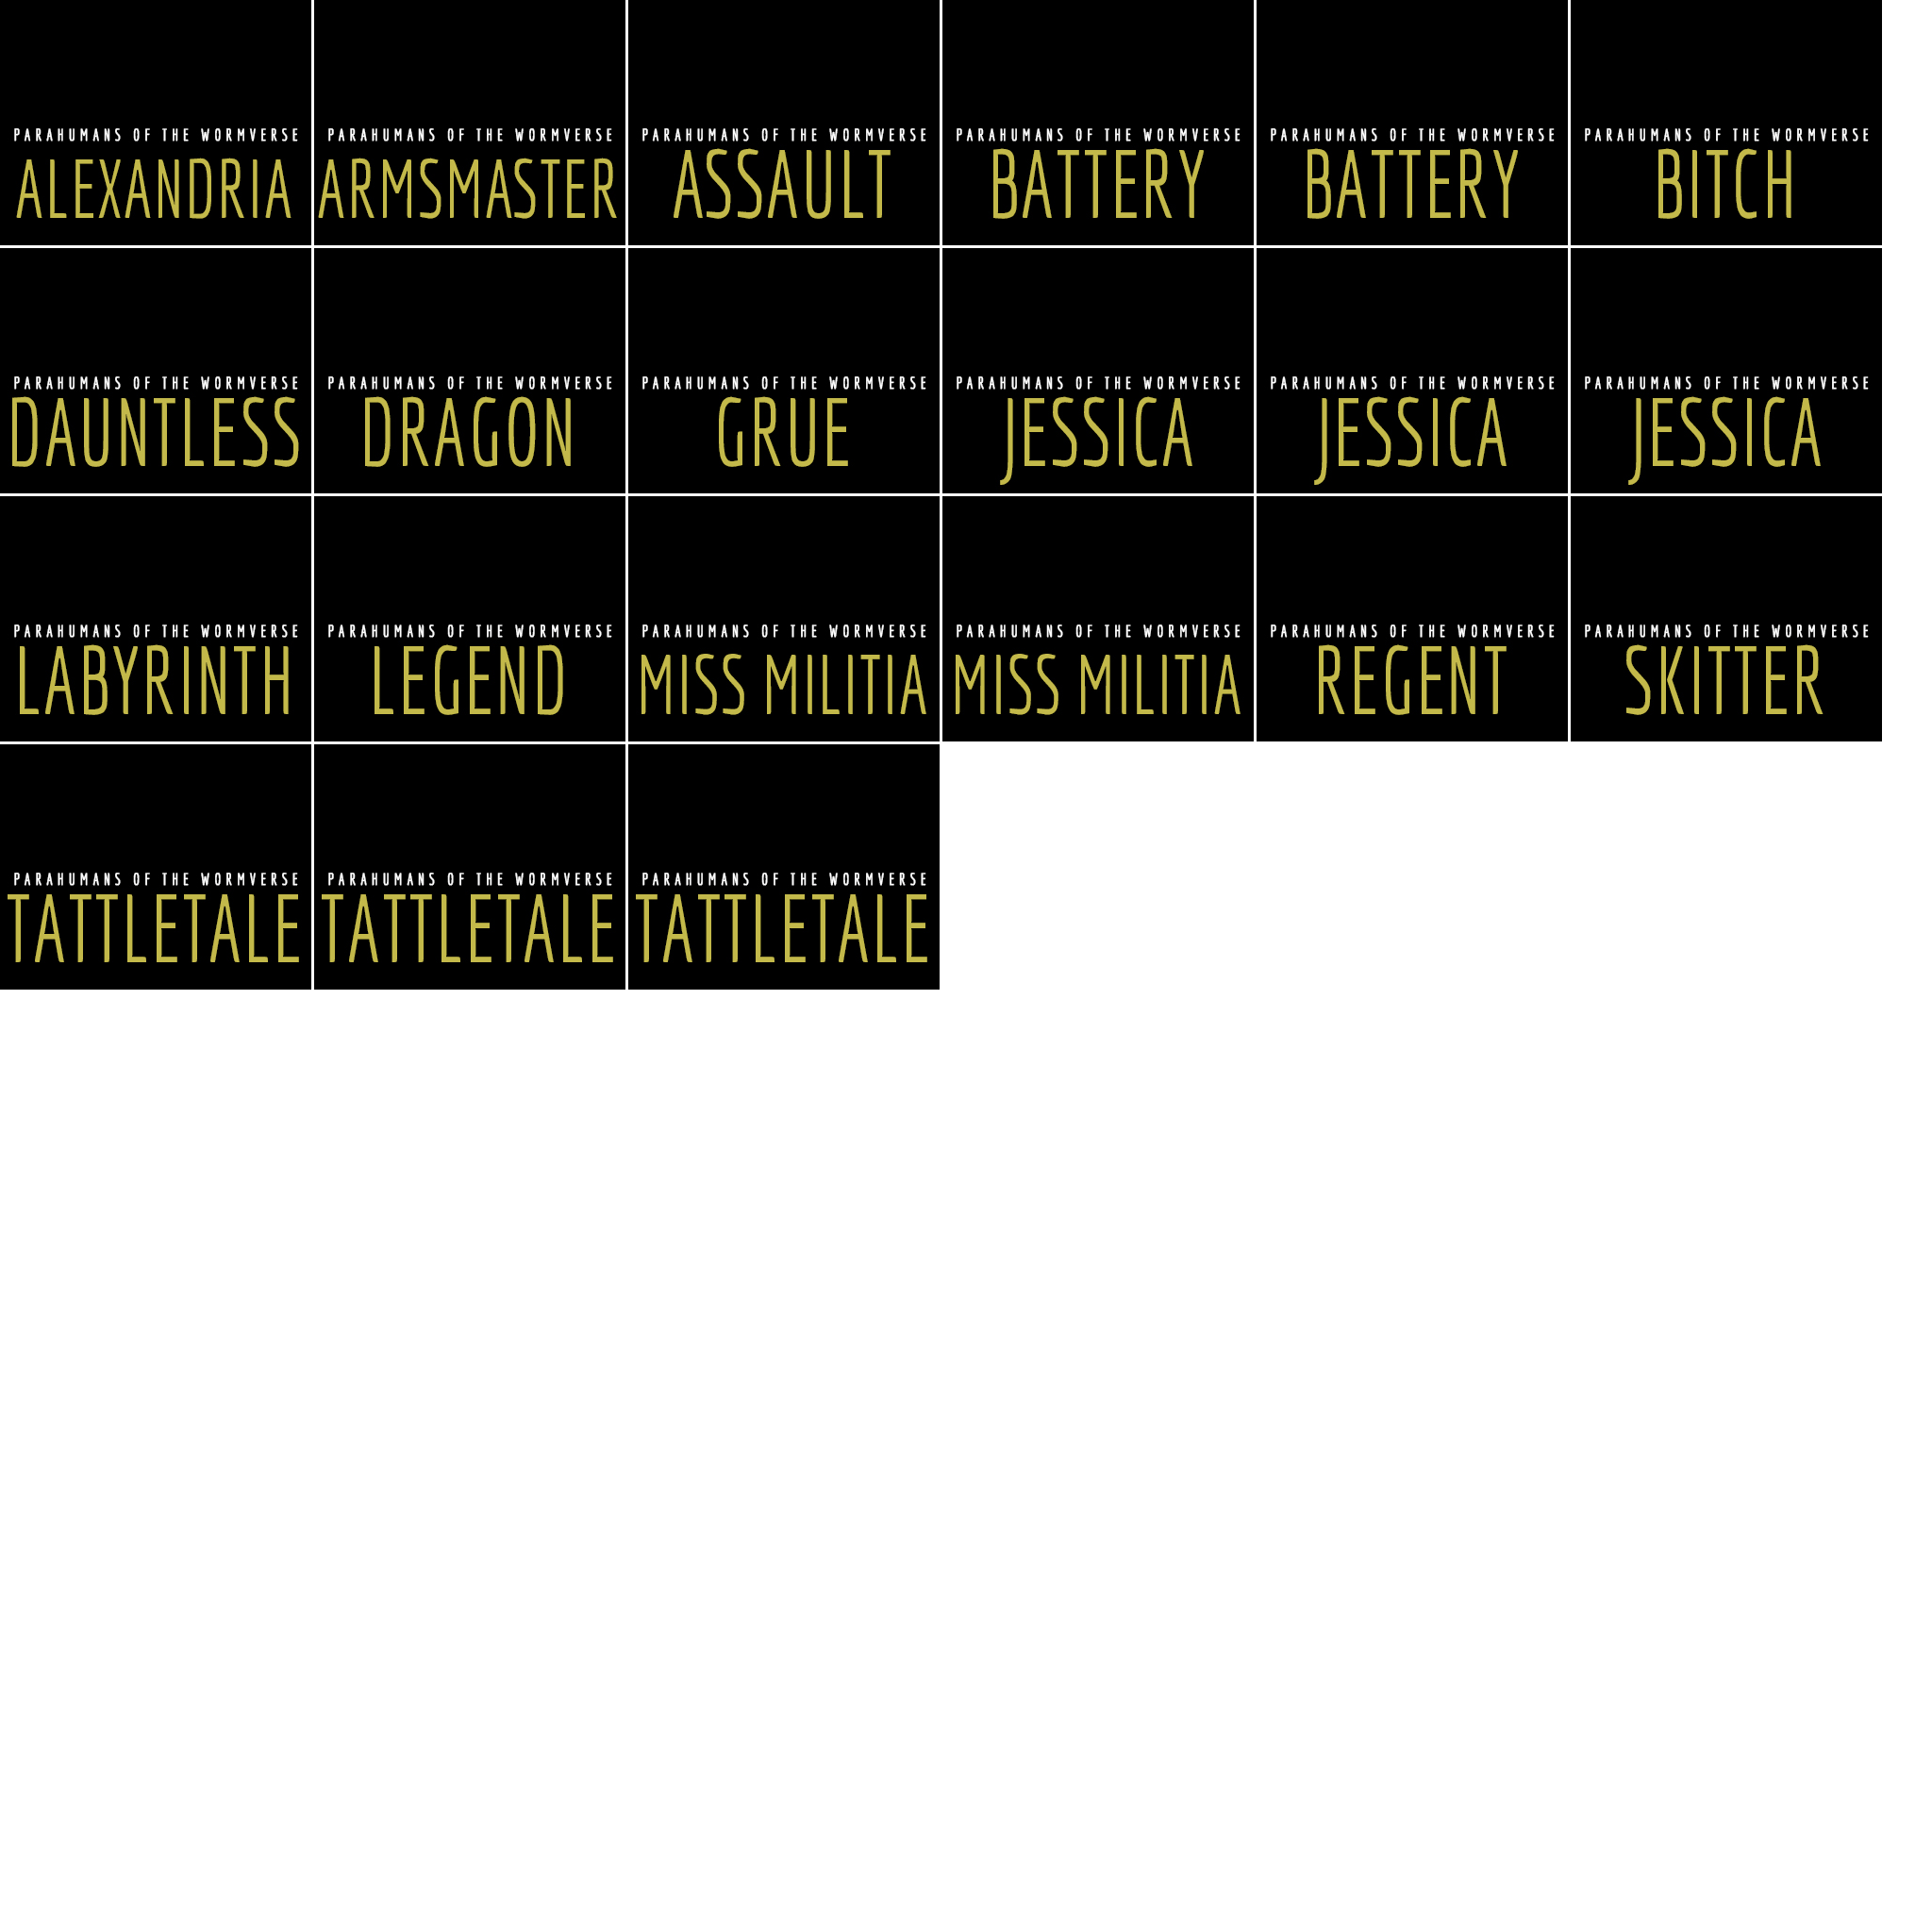 PARAHUMANS OF THE WORMVERSE
ALEXANDRIA
PARAHUMANS OF THE WORMVERSE
ARMSMASTER
PARAHUMANS OF THE WORMVERSE
ASSAULT
PARAHUMANS OF THE WORMVERSE
BATTERY
PARAHUMANS OF THE WORMVERSE
BATTERY
PARAHUMANS OF THE WORMVERSE
BITCH
PARAHUMANS OF THE WORMVERSE
DAUNTLESS
PARAHUMANS OF THE WORMVERSE
DRAGON
PARAHUMANS OF THE WORMVERSE
GRUE
PARAHUMANS OF THE WORMVERSE
JESSICA
PARAHUMANS OF THE WORMVERSE
JESSICA
PARAHUMANS OF THE WORMVERSE
JESSICA
PARAHUMANS OF THE WORMVERSE
LABYRINTH
PARAHUMANS OF THE WORMVERSE
LEGEND
PARAHUMANS OF THE WORMVERSE
MISS MILITIA
PARAHUMANS OF THE WORMVERSE
MISS MILITIA
PARAHUMANS OF THE WORMVERSE
REGENT
PARAHUMANS OF THE WORMVERSE
SKITTER
PARAHUMANS OF THE WORMVERSE
TATTLETALE
PARAHUMANS OF THE WORMVERSE
TATTLETALE
PARAHUMANS OF THE WORMVERSE
TATTLETALE